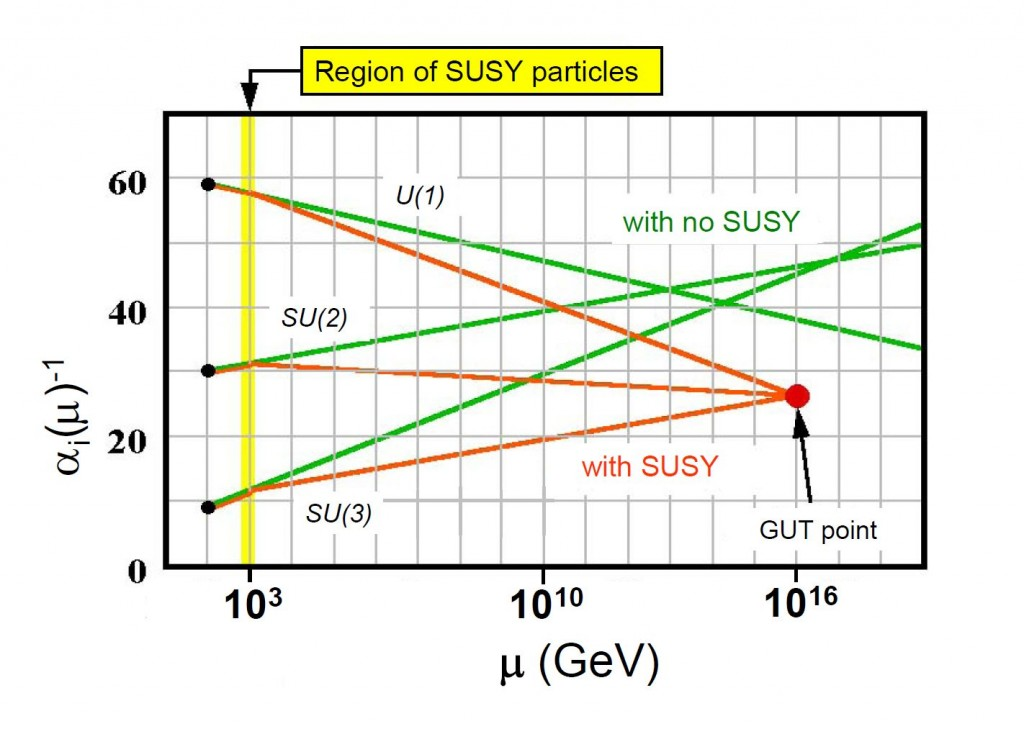 Region of SUSY particles
60
U(1)
with no SUSY
40
SU(2)
αᵢ(μ)⁻¹
20
with SUSY
SU(3)
GUT point
0
10³
10¹⁰
10¹⁶
μ (GeV)